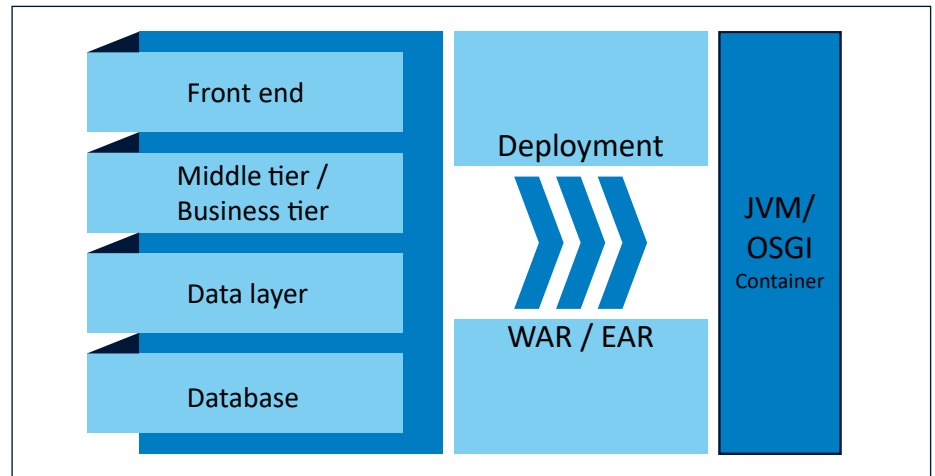 Front end
Middle tier /
Business tier
Data layer
Database
Deployment
WAR / EAR
JVM/
OSGI
Container